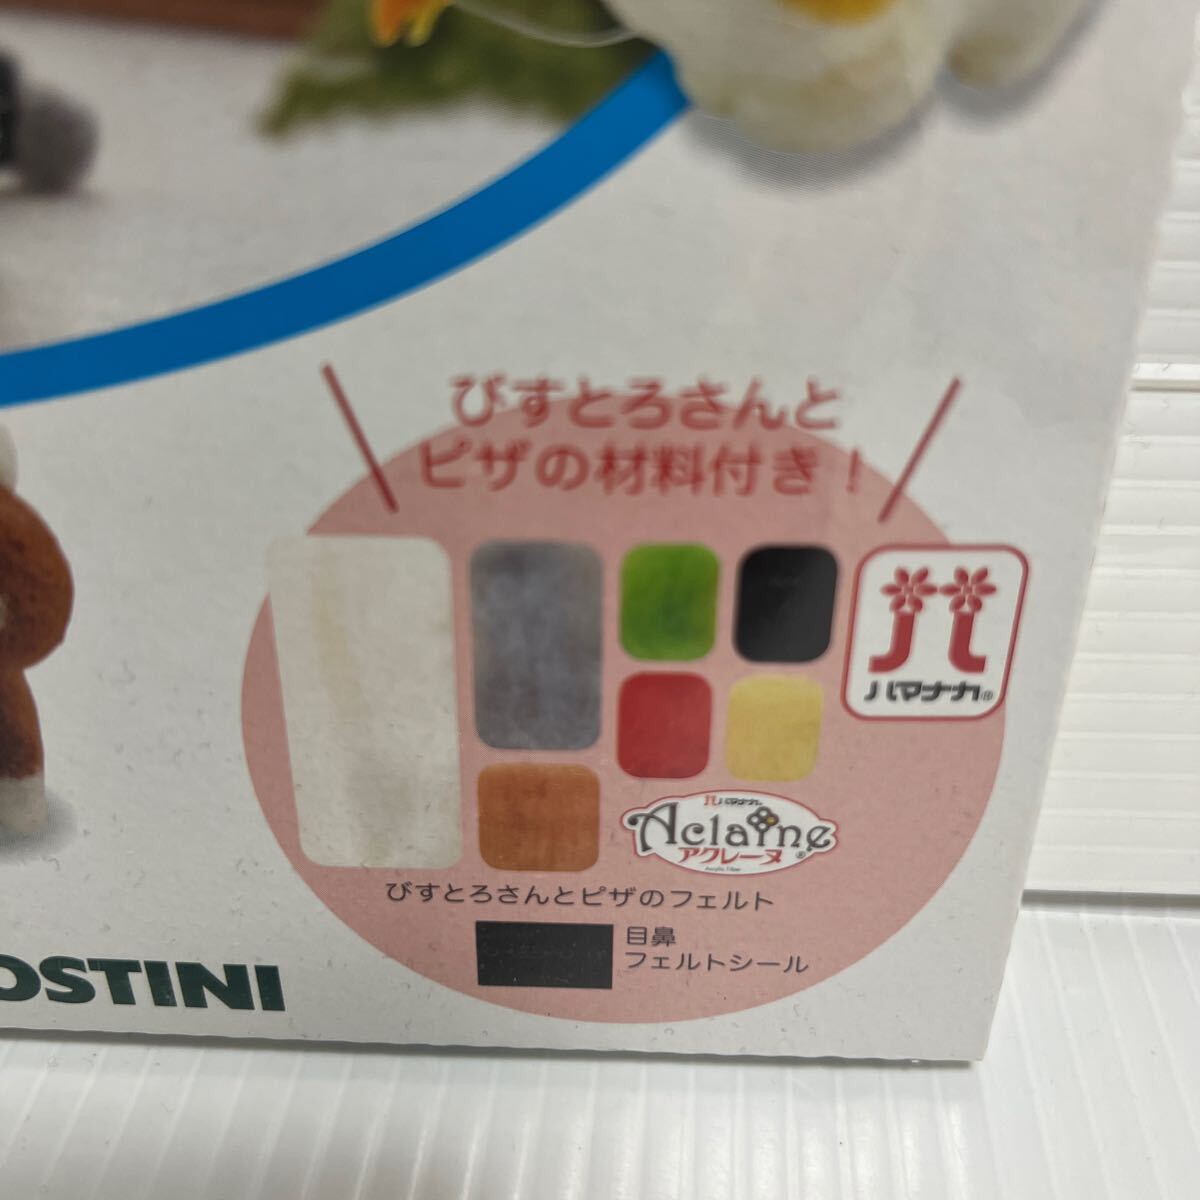 びすとろさんと
ピザの材料付き！
ハマナカ®
ハマナカ®
Aclaine
アクレーヌ®
Acrylic Fiber
びすとろさんとピザのフェルト
目鼻
フェルトシール
OSTINI